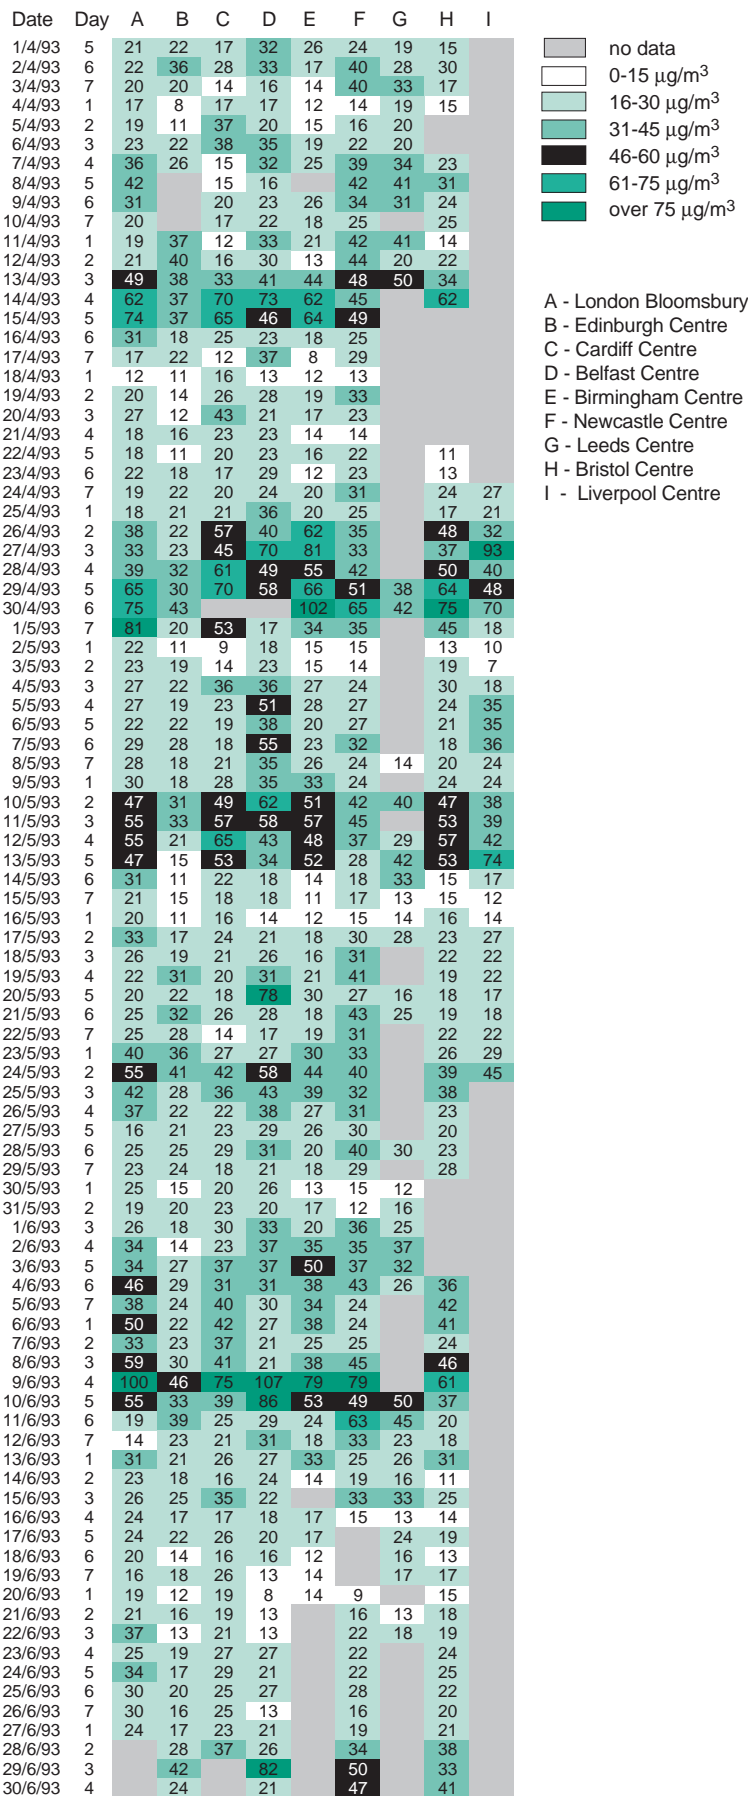 Date Day A B C D E F G H I
1/4/93 5 21 22 17 32 26 24 19 15
2/4/93 6 22 36 28 33 17 40 28 30
3/4/93 7 20 20 14 16 14 40 33 17
4/4/93 1 17 8 17 17 12 14 19 15
5/4/93 2 19 11 37 20 15 16 20
6/4/93 3 23 22 38 35 19 22 20
7/4/93 4 36 26 15 32 25 39 34 23
8/4/93 5 42 15 16 42 41 31
9/4/93 6 31 20 23 26 34 31 24
10/4/93 7 20 17 22 18 25 25
11/4/93 1 19 37 12 33 21 42 41 14
12/4/93 2 21 40 16 30 13 44 20 22
13/4/93 3 49 38 33 41 44 48 50 34
14/4/93 4 62 37 70 73 62 45 62
15/4/93 5 74 37 65 46 64 49
16/4/93 6 31 18 25 23 18 25
17/4/93 7 17 22 12 37 8 29
18/4/93 1 12 11 16 13 12 13
19/4/93 2 20 14 26 28 19 33
20/4/93 3 27 12 43 21 17 23
21/4/93 4 18 16 23 23 14 14
22/4/93 5 18 11 20 23 16 22 11
23/4/93 6 22 18 17 29 12 23 13
24/4/93 7 19 22 20 24 20 31 24 27
25/4/93 1 18 21 21 36 20 25 17 21
26/4/93 2 38 22 57 40 62 35 48 32
27/4/93 3 33 23 45 70 81 33 37 93
28/4/93 4 39 32 61 49 55 42 50 40
29/4/93 5 65 30 70 58 66 51 38 64 48
30/4/93 6 75 43 102 65 42 75 70
1/5/93 7 81 20 53 17 34 35 45 18
2/5/93 1 22 11 9 18 15 15 13 10
3/5/93 2 23 19 14 23 15 14 19 7
4/5/93 3 27 22 36 36 27 24 30 18
5/5/93 4 27 19 23 51 28 27 24 35
6/5/93 5 22 22 19 38 20 27 21 35
7/5/93 6 29 28 18 55 23 32 18 36
8/5/93 7 28 18 21 35 26 24 14 20 24
9/5/93 1 30 18 28 35 33 24 24 24
10/5/93 2 47 31 49 62 51 42 40 47 38
11/5/93 3 55 33 57 58 57 45 53 39
12/5/93 4 55 21 65 43 48 37 29 57 42
13/5/93 5 47 15 53 34 52 28 42 53 74
14/5/93 6 31 11 22 18 14 18 33 15 17
15/5/93 7 21 15 18 18 11 17 13 15 12
16/5/93 1 20 11 16 14 12 15 14 16 14
17/5/93 2 33 17 24 21 18 30 28 23 27
18/5/93 3 26 19 21 26 16 31 22 22
19/5/93 4 22 31 20 31 21 41 19 22
20/5/93 5 20 22 18 78 30 27 16 18 17
21/5/93 6 25 32 26 28 18 43 25 19 18
22/5/93 7 25 28 14 17 19 31 22 22
23/5/93 1 40 36 27 27 30 33 26 29
24/5/93 2 55 41 42 58 44 40 39 45
25/5/93 3 42 28 36 43 39 32 38
26/5/93 4 37 22 22 38 27 31 23
27/5/93 5 16 21 23 29 26 30 20
28/5/93 6 25 25 29 31 20 40 30 23
29/5/93 7 23 24 18 21 18 29 28
30/5/93 1 25 15 20 26 13 15 12
31/5/93 2 19 20 23 20 17 12 16
1/6/93 3 26 18 30 33 20 36 25
2/6/93 4 34 14 23 37 35 35 37
3/6/93 5 34 27 37 37 50 37 32
4/6/93 6 46 29 31 31 38 43 26 36
5/6/93 7 38 24 40 30 34 24 42
6/6/93 1 50 22 42 27 38 24 41
7/6/93 2 33 23 37 21 25 25 24
8/6/93 3 59 30 41 21 38 45 46
9/6/93 4 100 46 75 107 79 79 61
10/6/93 5 55 33 39 86 53 49 50 37
11/6/93 6 19 39 25 29 24 63 45 20
12/6/93 7 14 23 21 31 18 33 23 18
13/6/93 1 31 21 26 27 33 25 26 31
14/6/93 2 23 18 16 24 14 19 16 11
15/6/93 3 26 25 35 22 33 33 25
16/6/93 4 24 17 17 18 17 15 13 14
17/6/93 5 24 22 26 20 17 24 19
18/6/93 6 20 14 16 16 12 16 13
19/6/93 7 16 18 26 13 14 17 17
20/6/93 1 19 12 19 8 14 9 15
21/6/93 2 21 16 19 13 16 13 18
22/6/93 3 37 13 21 13 22 18 19
23/6/93 4 25 19 27 27 22 24
24/6/93 5 34 17 29 21 22 25
25/6/93 6 30 20 25 27 28 22
26/6/93 7 30 16 25 13 16 20
27/6/93 1 24 17 23 21 19 21
28/6/93 2 28 37 26 34 38
29/6/93 3 42 82 50 33
30/6/93 4 24 21 47 41
no data
0-15 µg/m³
16-30 µg/m³
31-45 µg/m³
46-60 µg/m³
61-75 µg/m³
over 75 µg/m³
A - London Bloomsbury
B - Edinburgh Centre
C - Cardiff Centre
D - Belfast Centre
E - Birmingham Centre
F - Newcastle Centre
G - Leeds Centre
H - Bristol Centre
I - Liverpool Centre